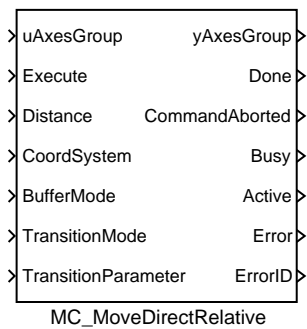 uAxesGroup yAxesGroup
Execute Done
Distance CommandAborted
CoordSystem Busy
BufferMode Active
TransitionMode Error
TransitionParameter ErrorID
MC_MoveDirectRelative